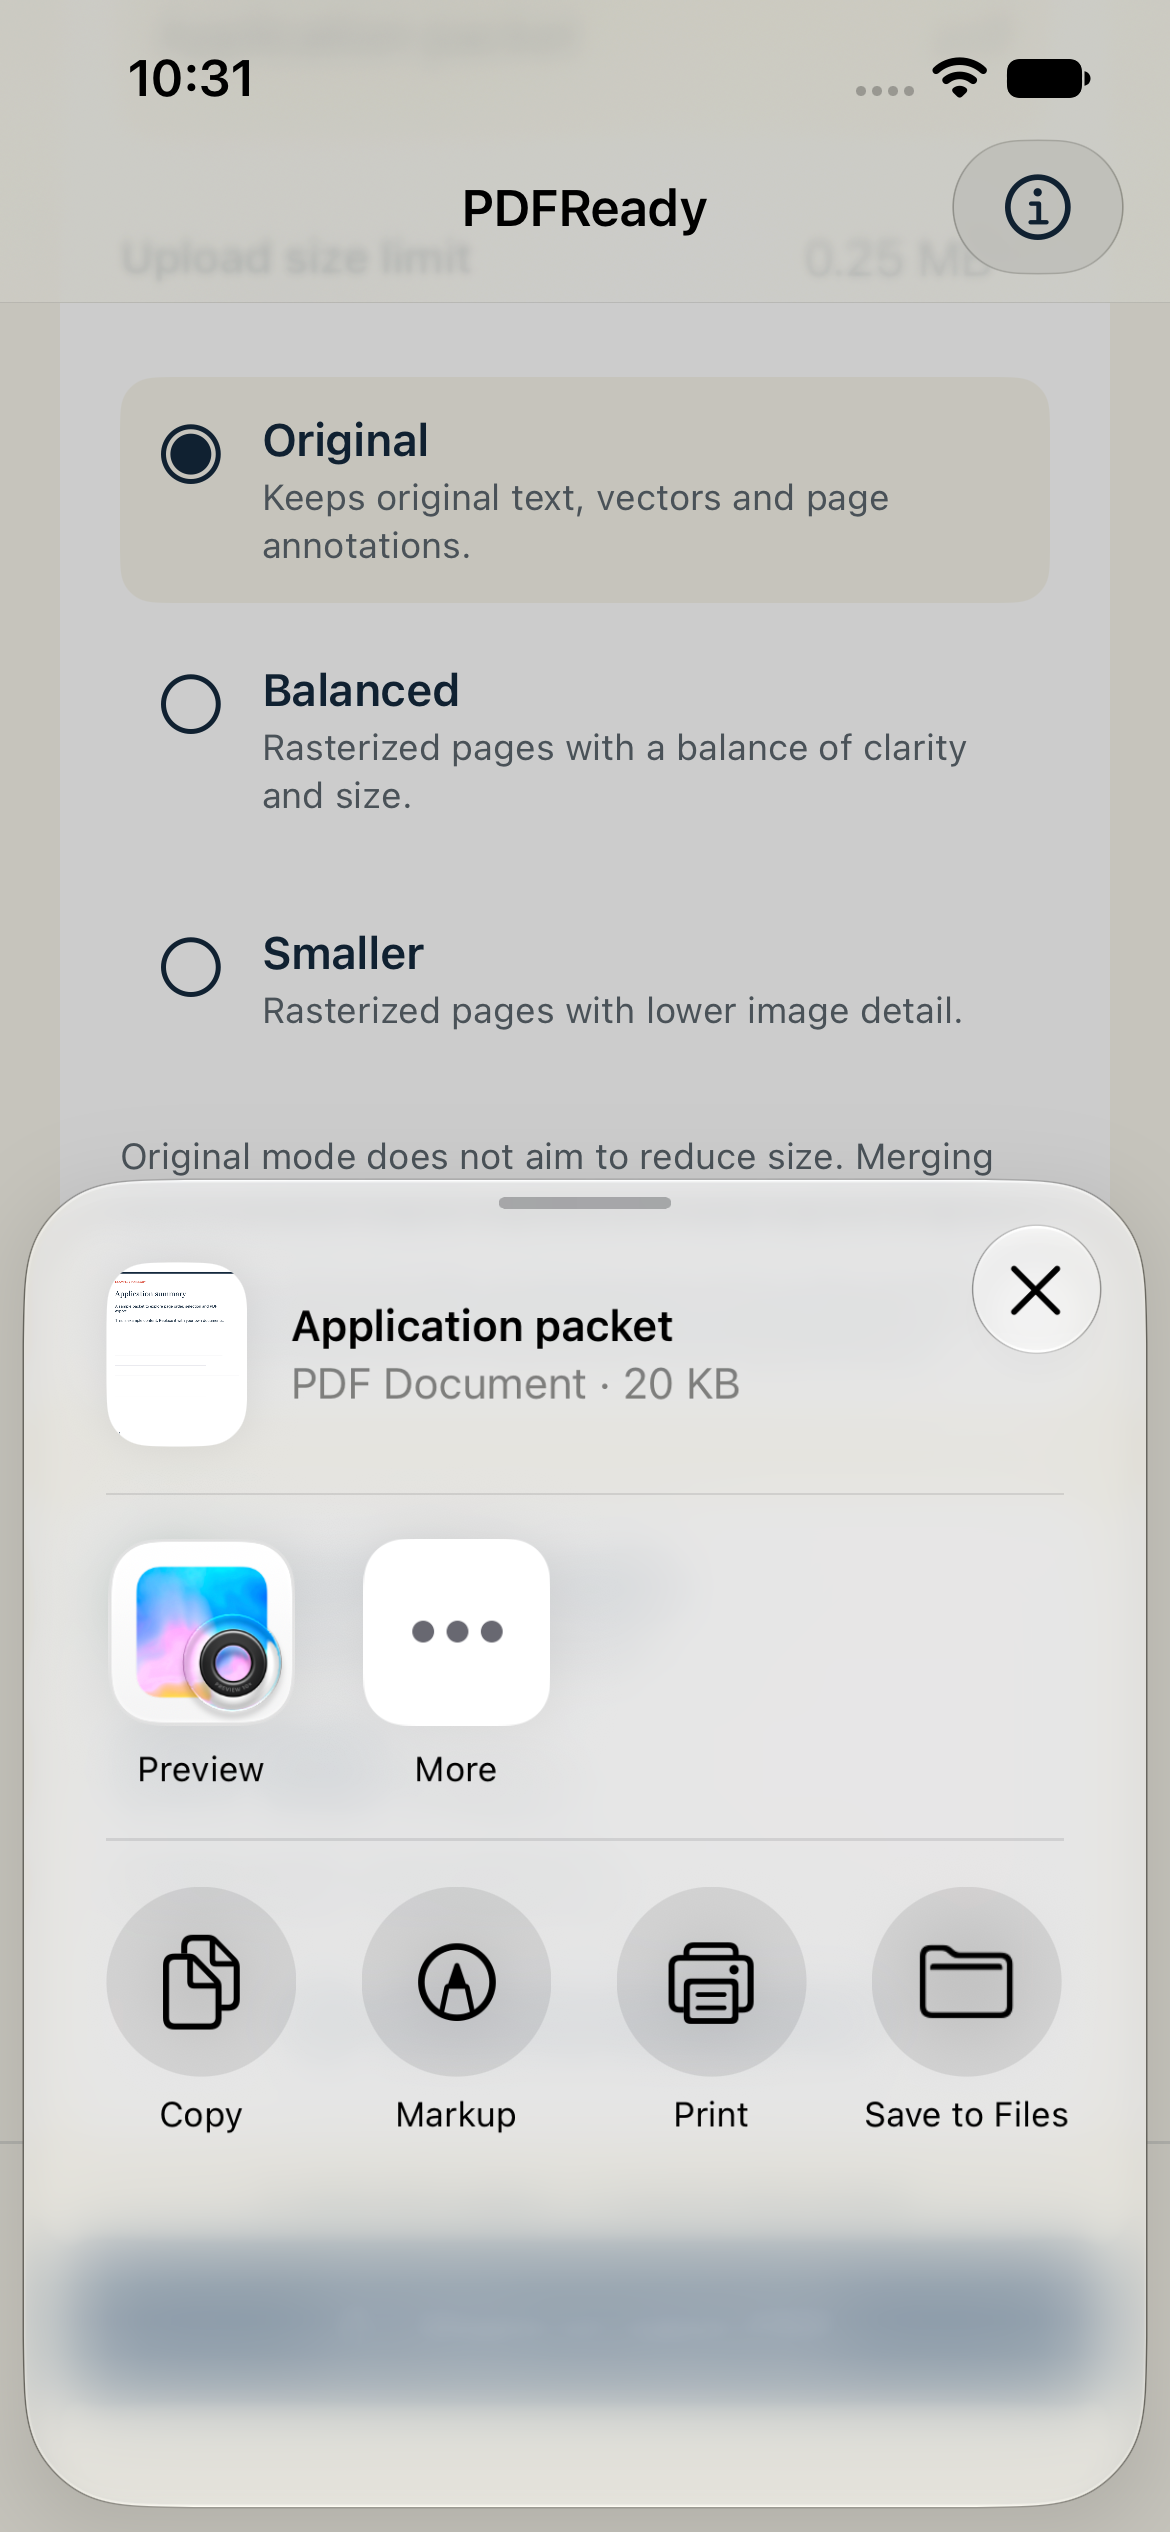 10:31
PDFReady
Upload size limit
0.25 MB
Original
Keeps original text, vectors and page
annotations.
Balanced
Rasterized pages with a balance of clarity
and size.
Smaller
Rasterized pages with lower image detail.
Original mode does not aim to reduce size. Merging
Application summary
Application packet
PDF Document · 20 KB
Preview
More
Copy
Markup
Print
Save to Files